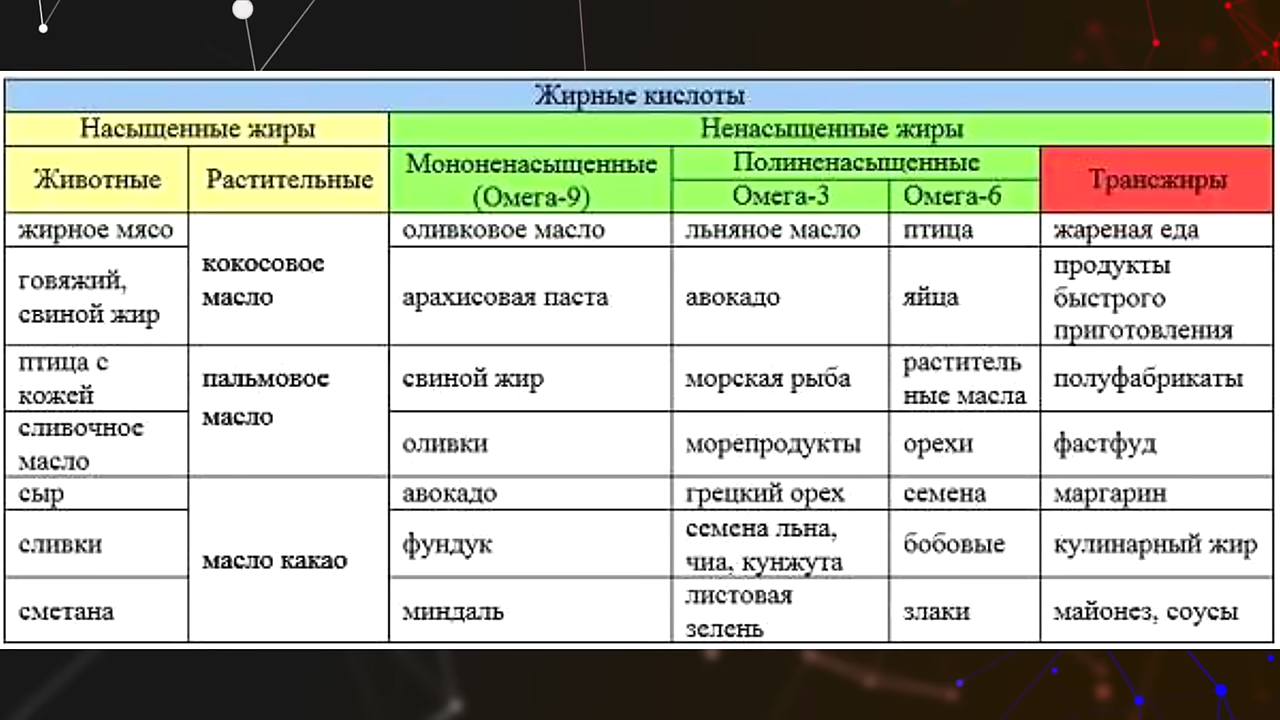 Жирные кислоты
Насыщенные жиры
Ненасыщенные жиры
Животные
Растительные
Мононенасыщенные
(Омега-9)
Полиненасыщенные
Омега-3
Омега-6
Трансжиры
жирное мясо
кокосовое
масло
оливковое масло
льняное масло
птица
жареная еда
говяжий,
свиной жир
арахисовая паста
авокадо
яйца
продукты
быстрого
приготовления
птица с
кожей
пальмовое
масло
свиной жир
морская рыба
раститель
ные масла
полуфабрикаты
сливочное
масло
оливки
морепродукты
орехи
фастфуд
сыр
масло какао
авокадо
грецкий орех
семена
маргарин
сливки
фундук
семена льна,
чиа, кунжута
бобовые
кулинарный жир
сметана
миндаль
листовая
зелень
злаки
майонез, соусы